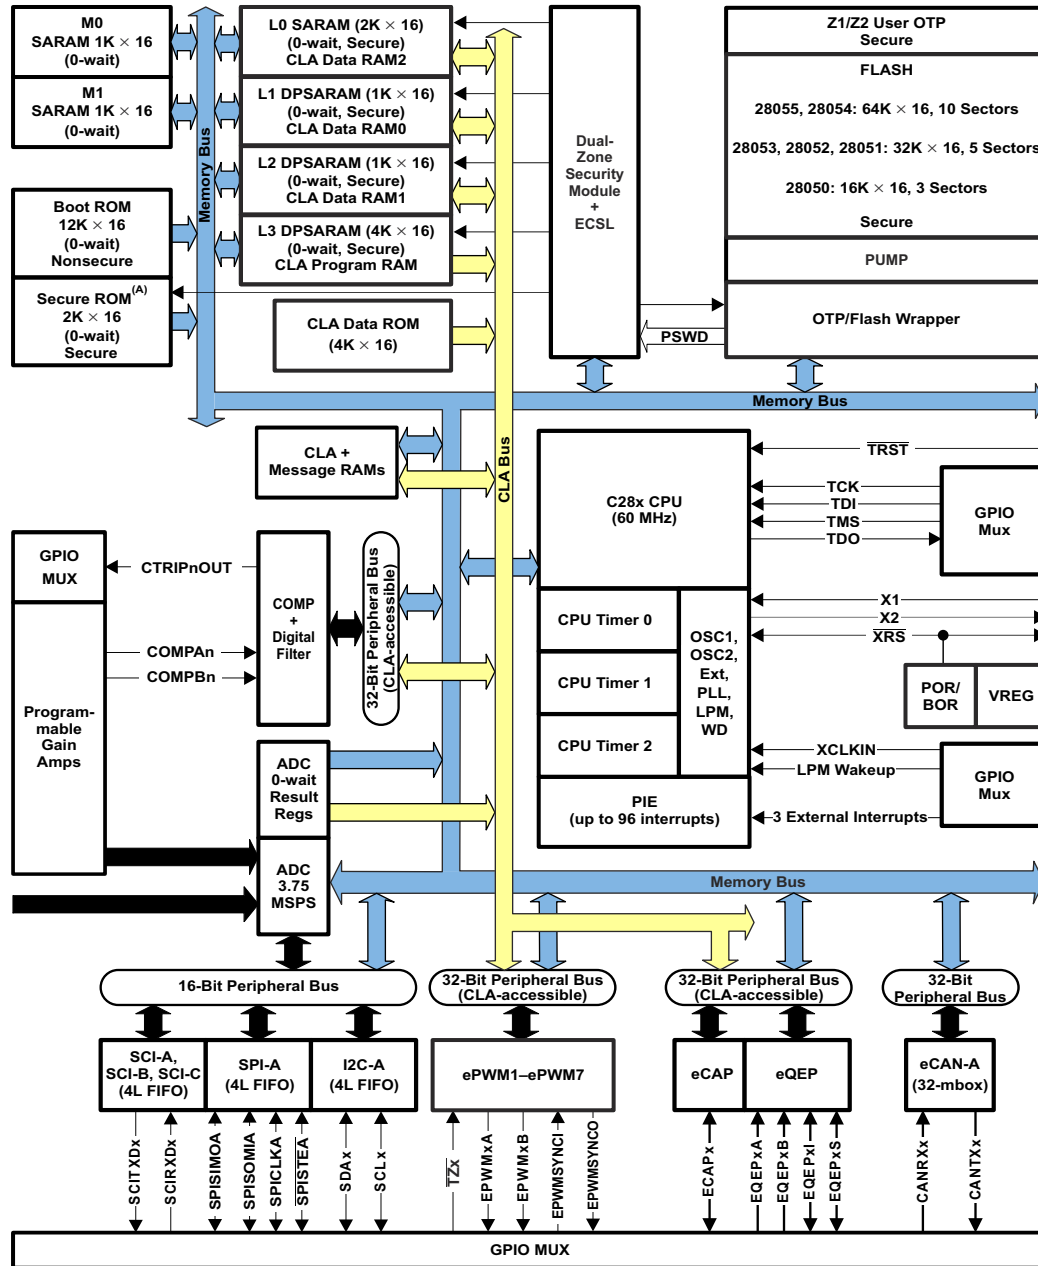 M0
SARAM 1K × 16
(0-wait)
M1
SARAM 1K × 16
(0-wait)
Boot ROM
12K × 16
(0-wait)
Nonsecure
Secure ROM(A)
2K × 16
(0-wait)
Secure
Memory Bus
L0 SARAM (2K × 16)
(0-wait, Secure)
CLA Data RAM2
L1 DPSARAM (1K × 16)
(0-wait, Secure)
CLA Data RAM0
L2 DPSARAM (1K × 16)
(0-wait, Secure)
CLA Data RAM1
L3 DPSARAM (4K × 16)
(0-wait, Secure)
CLA Program RAM
CLA Data ROM
(4K × 16)
Dual-
Zone
Security
Module
+
ECSL
Z1/Z2 User OTP
Secure
FLASH
28055, 28054: 64K × 16, 10 Sectors
28053, 28052, 28051: 32K × 16, 5 Sectors
28050: 16K × 16, 3 Sectors
Secure
PUMP
OTP/Flash Wrapper
PSWD
Memory Bus
CLA Bus
CLA +
Message RAMs
C28x CPU
(60 MHz)
TRST
TCK
TDI
TMS
TDO
GPIO
Mux
GPIO
MUX
CTRIPnOUT
COMPAn
COMPBn
Program-
mable
Gain
Amps
COMP
+
Digital
Filter
32-Bit Peripheral Bus
(CLA-accessible)
CPU Timer 0
CPU Timer 1
CPU Timer 2
OSC1,
OSC2,
Ext,
PLL,
LPM,
WD
X1
X2
XRS
POR/
BOR
VREG
XCLKIN
LPM Wakeup
3 External Interrupts
GPIO
Mux
PIE
(up to 96 interrupts)
ADC
0-wait
Result
Regs
ADC
3.75
MSPS
Memory Bus
16-Bit Peripheral Bus
32-Bit Peripheral Bus
(CLA-accessible)
32-Bit Peripheral Bus
(CLA-accessible)
32-Bit
Peripheral Bus
SCI-A,
SCI-B, SCI-C
(4L FIFO)
SPI-A
(4L FIFO)
I2C-A
(4L FIFO)
ePWM1–ePWM7
eCAP
eQEP
eCAN-A
(32-mbox)
SCITXDx
SCIRXDx
SPISIMOA
SPISOMIA
SPICLKA
SPISTEA
SDAx
SCLx
TZx
EPWMxA
EPWMxB
EPWMSYNCI
EPWMSYNCO
ECAPx
EQEPxA
EQEPxB
EQEPxI
EQEPxS
CANRXx
CANTXx
GPIO MUX